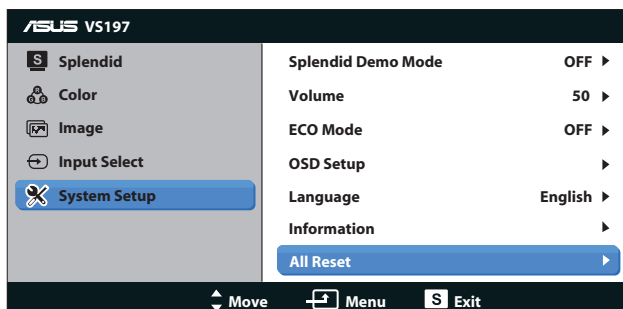 ASUS VS197
S Splendid
Color
Image
Input Select
System Setup
Splendid Demo Mode OFF
Volume 50
ECO Mode OFF
OSD Setup
Language English
Information
All Reset
Move Menu S Exit